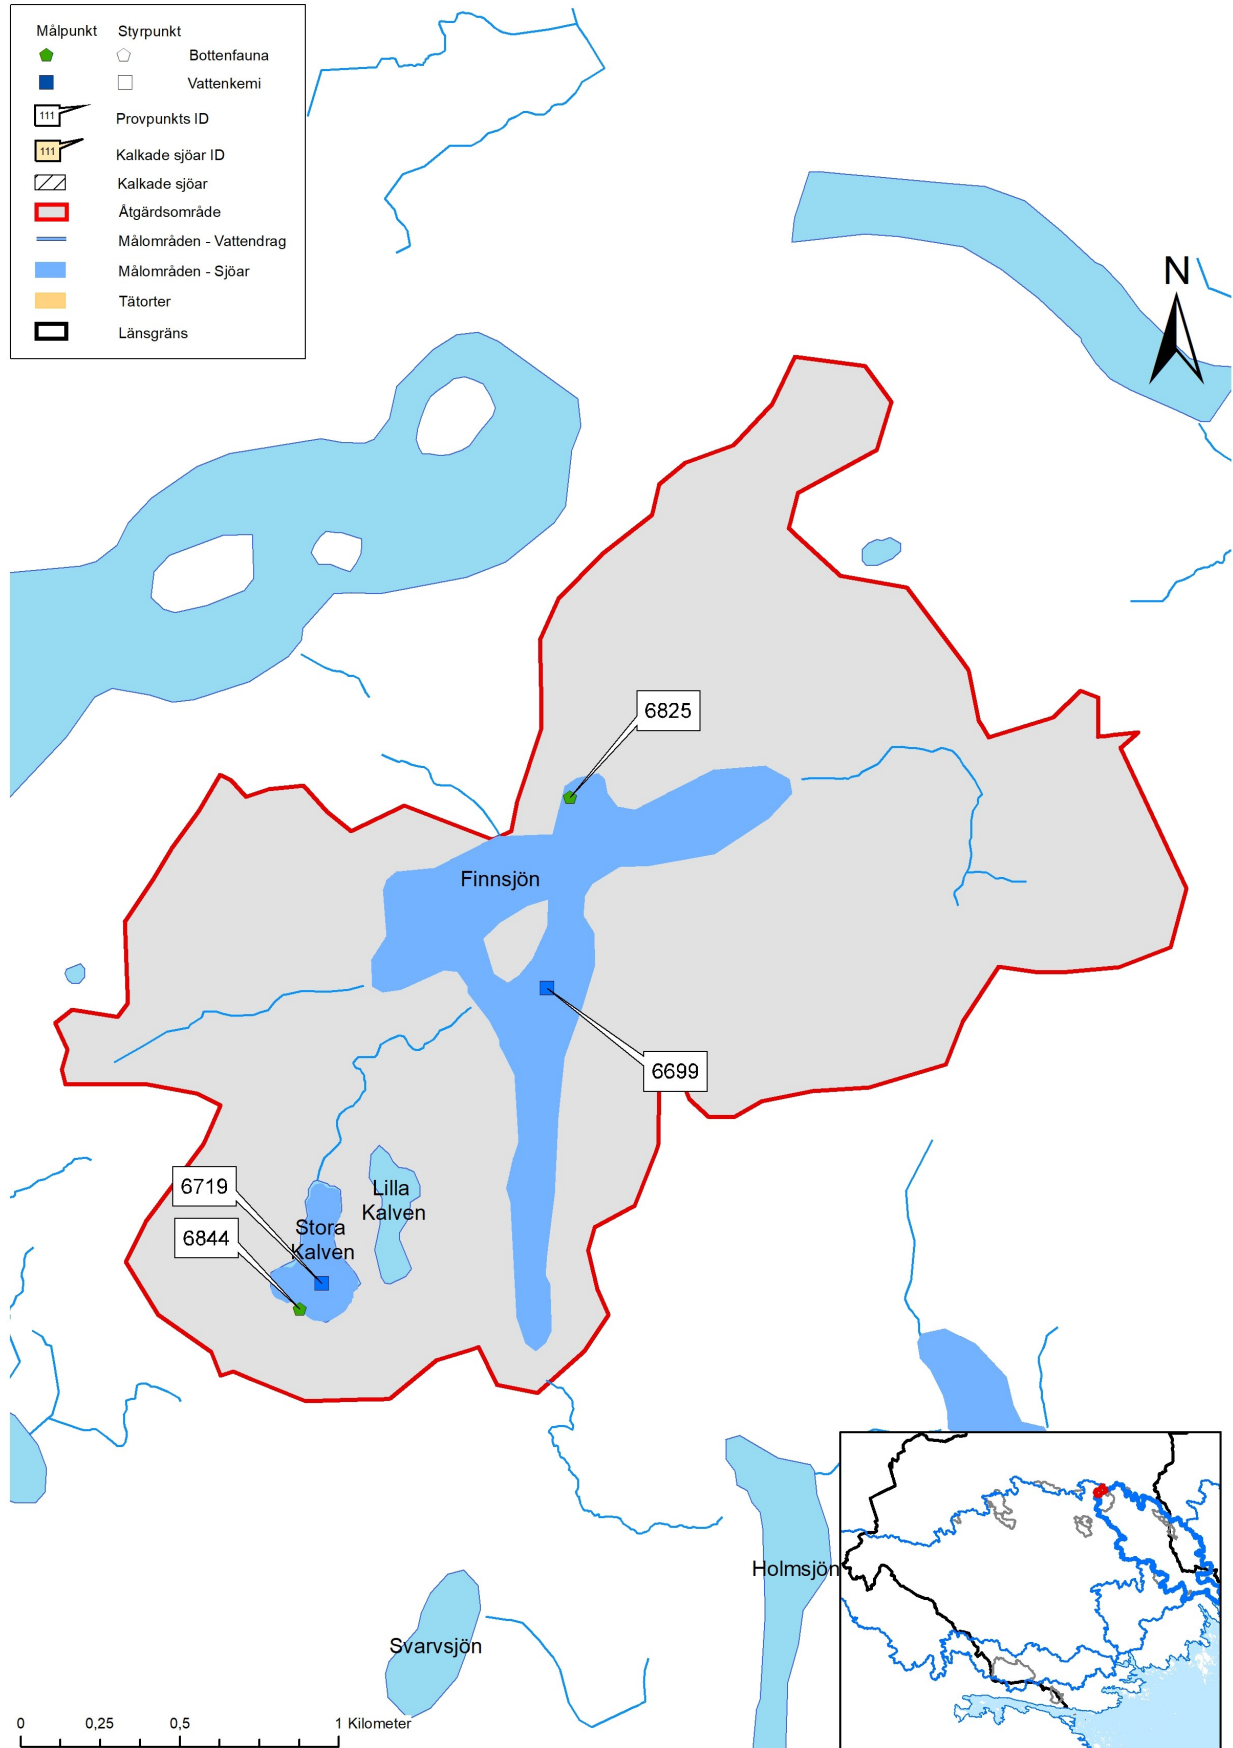 Målpunkt Styrpunkt
Bottenfauna
Vattenkemi
111 Provpunkts ID
111 Kalkade sjöar ID
Kalkade sjöar
Åtgärdsområde
Målområden - Vattendrag
Målområden - Sjöar
Tätorter
Länsgräns
N
6825
Finnsjön
6699
6719
Lilla
Kalven
Stora
Kalven
6844
Holmsjön
Svarvsjön
0 0,25 0,5 1 Kilometer